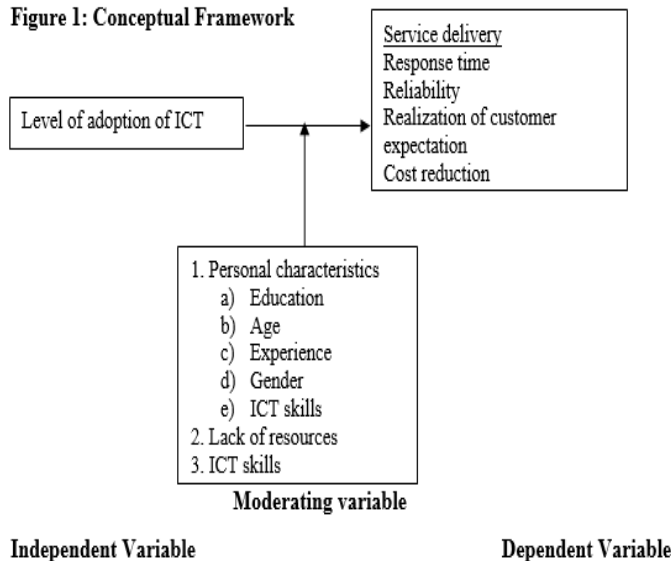 Figure 1: Conceptual Framework
Service delivery
Response time
Reliability
Realization of customer
expectation
Cost reduction
Level of adoption of ICT
1. Personal characteristics
a) Education
b) Age
c) Experience
d) Gender
e) ICT skills
2. Lack of resources
3. ICT skills
Moderating variable
Independent Variable
Dependent Variable